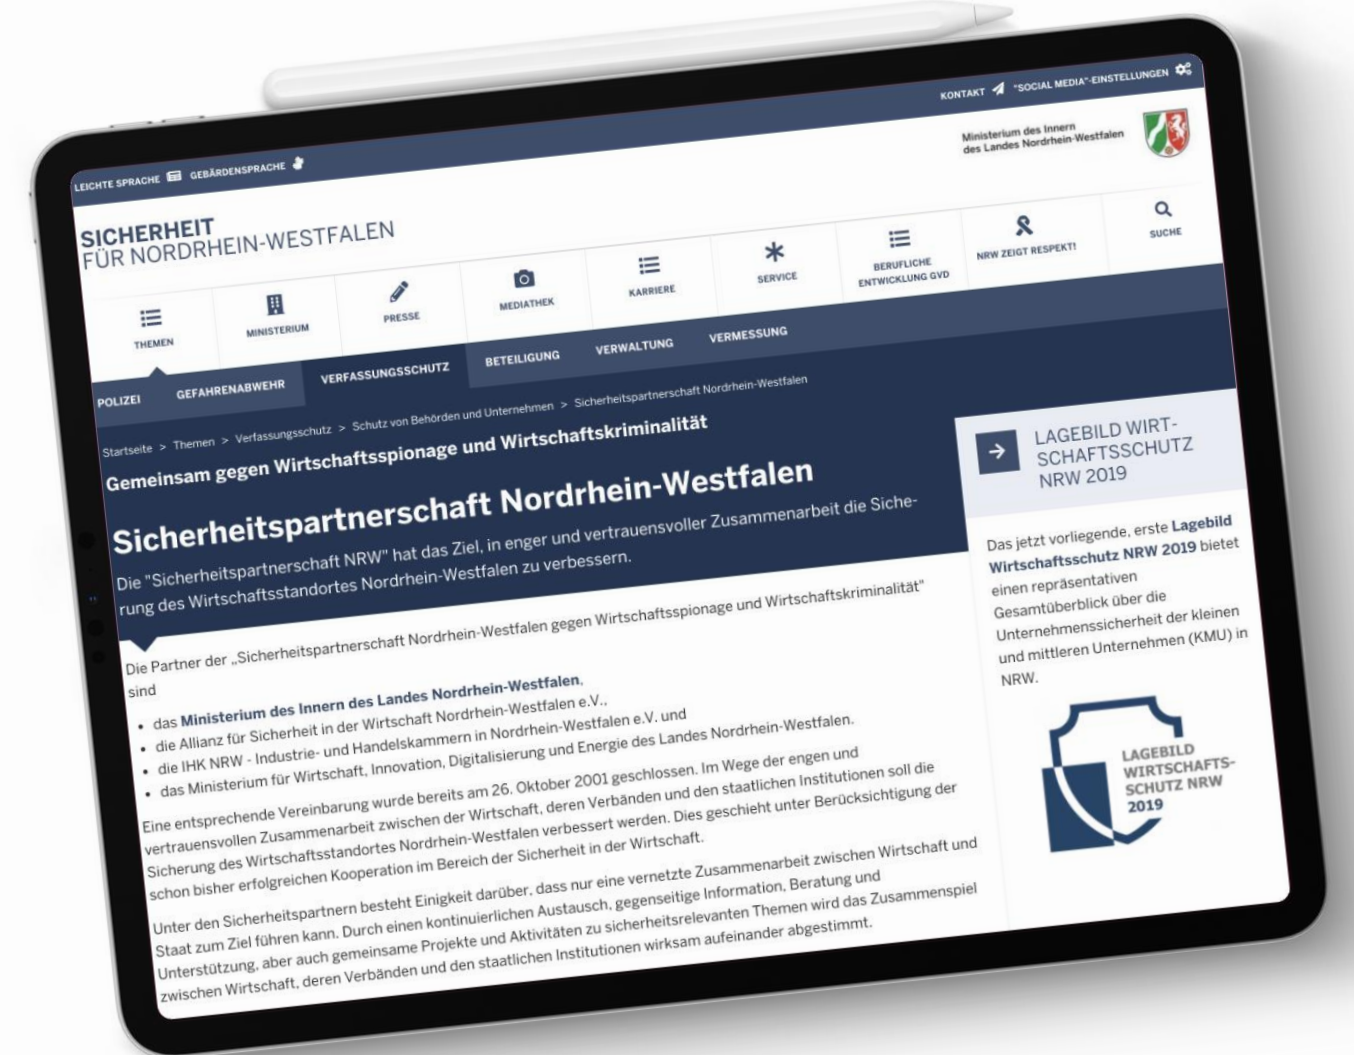 LEICHTE SPRACHE GEBÄRDENSPRACHE
KONTAKT "SOCIAL MEDIA"-EINSTELLUNGEN
Ministerium des Innern
des Landes Nordrhein-Westfalen
SICHERHEIT
FÜR NORDRHEIN-WESTFALEN
THEMEN
MINISTERIUM
PRESSE
MEDIATHEK
KARRIERE
SERVICE
BERUFLICHE
ENTWICKLUNG GVD
NRW ZEIGT RESPEKT!
SUCHE
POLIZEI GEFAHRENABWEHR VERFASSUNGSSCHUTZ BETEILIGUNG VERWALTUNG VERMESSUNG
Startseite > Themen > Verfassungsschutz > Schutz von Behörden und Unternehmen > Sicherheitspartnerschaft Nordrhein-Westfalen
Gemeinsam gegen Wirtschaftsspionage und Wirtschaftskriminalität
Sicherheitspartnerschaft Nordrhein-Westfalen
Die "Sicherheitspartnerschaft NRW" hat das Ziel, in enger und vertrauensvoller Zusammenarbeit die Siche-
rung des Wirtschaftsstandortes Nordrhein-Westfalen zu verbessern.
Die Partner der „Sicherheitspartnerschaft Nordrhein-Westfalen gegen Wirtschaftsspionage und Wirtschaftskriminalität"
sind
• das Ministerium des Innern des Landes Nordrhein-Westfalen,
• die Allianz für Sicherheit in der Wirtschaft Nordrhein-Westfalen e.V.,
• die IHK NRW - Industrie- und Handelskammern in Nordrhein-Westfalen e.V. und
• das Ministerium für Wirtschaft, Innovation, Digitalisierung und Energie des Landes Nordrhein-Westfalen.
Eine entsprechende Vereinbarung wurde bereits am 26. Oktober 2001 geschlossen. Im Wege der engen und
vertrauensvollen Zusammenarbeit zwischen der Wirtschaft, deren Verbänden und den staatlichen Institutionen soll die
Sicherung des Wirtschaftsstandortes Nordrhein-Westfalen verbessert werden. Dies geschieht unter Berücksichtigung der
schon bisher erfolgreichen Kooperation im Bereich der Sicherheit in der Wirtschaft.
Unter den Sicherheitspartnern besteht Einigkeit darüber, dass nur eine vernetzte Zusammenarbeit zwischen Wirtschaft und
Staat zum Ziel führen kann. Durch einen kontinuierlichen Austausch, gegenseitige Information, Beratung und
Unterstützung, aber auch gemeinsame Projekte und Aktivitäten zu sicherheitsrelevanten Themen wird das Zusammenspiel
zwischen Wirtschaft, deren Verbänden und den staatlichen Institutionen wirksam aufeinander abgestimmt.
LAGEBILD WIRT-
SCHAFTSSCHUTZ
NRW 2019
Das jetzt vorliegende, erste Lagebild
Wirtschaftsschutz NRW 2019 bietet
einen repräsentativen
Gesamtüberblick über die
Unternehmenssicherheit der kleinen
und mittleren Unternehmen (KMU) in
NRW.
LAGEBILD
WIRTSCHAFTS-
SCHUTZ NRW
2019